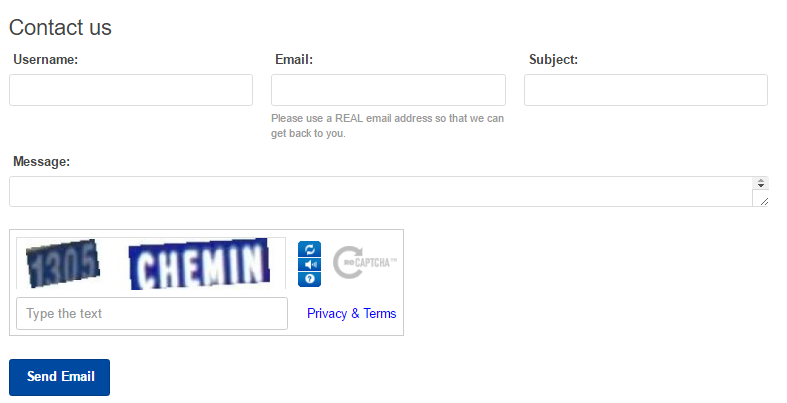 Contact us
Username: Email: Subject:
Please use a REAL email address so that we can
get back to you.
Message:
1305 CHEMIN
reCAPTCHA™
Type the text Privacy & Terms
Send Email